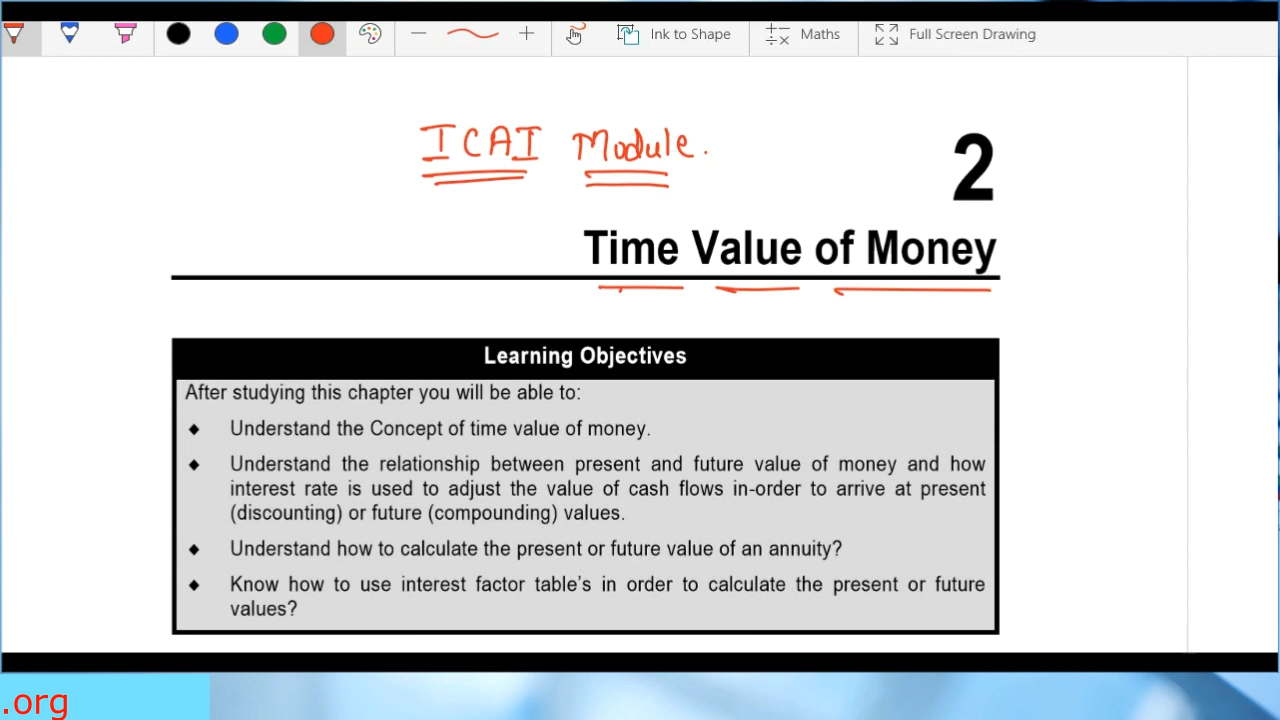 Ink to Shape Maths Full Screen Drawing
ICAI Module.
2
Time Value of Money
Learning Objectives
After studying this chapter you will be able to:
♦ Understand the Concept of time value of money.
♦ Understand the relationship between present and future value of money and how
interest rate is used to adjust the value of cash flows in-order to arrive at present
(discounting) or future (compounding) values.
♦ Understand how to calculate the present or future value of an annuity?
♦ Know how to use interest factor table's in order to calculate the present or future
values?
.org